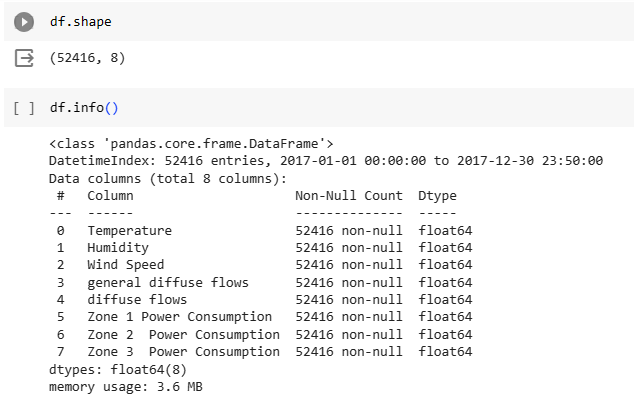 df.shape
(52416, 8)
[ ] df.info()
<class 'pandas.core.frame.DataFrame'>
DatetimeIndex: 52416 entries, 2017-01-01 00:00:00 to 2017-12-30 23:50:00
Data columns (total 8 columns):
 #   Column                     Non-Null Count  Dtype
---  ------                     --------------  -----
 0   Temperature                52416 non-null  float64
 1   Humidity                   52416 non-null  float64
 2   Wind Speed                 52416 non-null  float64
 3   general diffuse flows      52416 non-null  float64
 4   diffuse flows              52416 non-null  float64
 5   Zone 1 Power Consumption   52416 non-null  float64
 6   Zone 2  Power Consumption  52416 non-null  float64
 7   Zone 3  Power Consumption  52416 non-null  float64
dtypes: float64(8)
memory usage: 3.6 MB